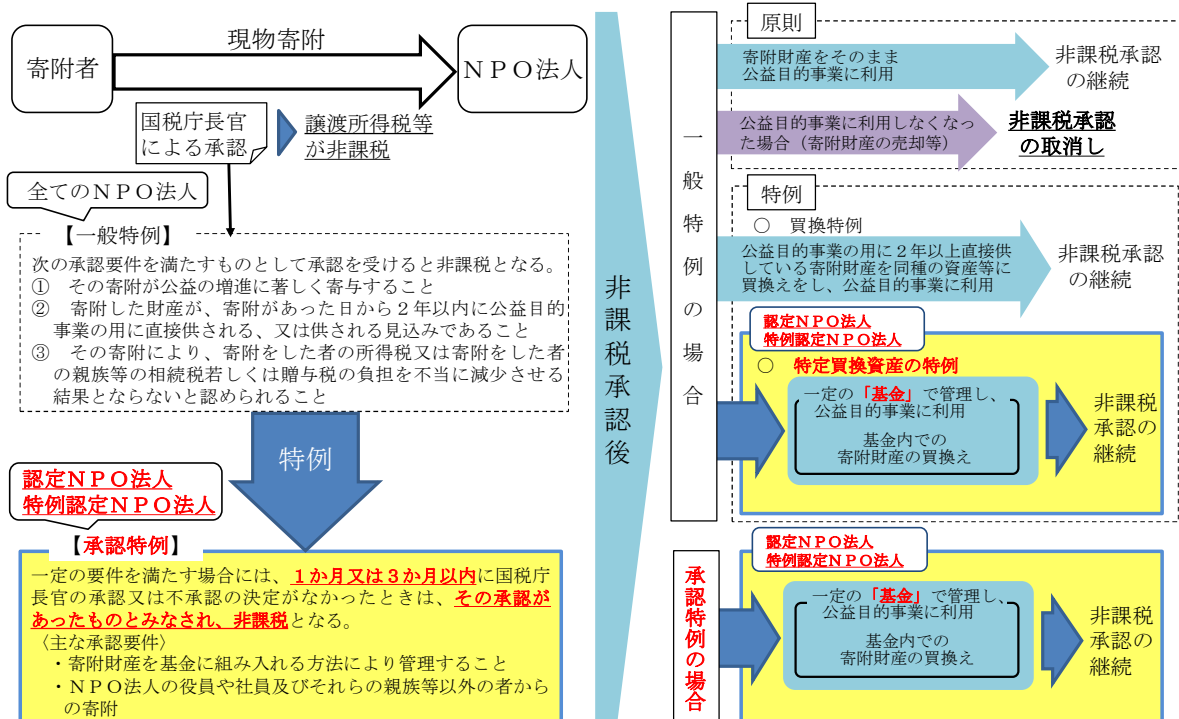 現物寄附
寄附者
ＮＰＯ法人
国税庁長官
による承認
譲渡所得税等
が非課税
全てのＮＰＯ法人
【一般特例】
次の承認要件を満たすものとして承認を受けると非課税となる。
① その寄附が公益の増進に著しく寄与すること
② 寄附した財産が、寄附があった日から２年以内に公益目的
事業の用に直接供される、又は供される見込みであること
③ その寄附により、寄附をした者の所得税又は寄附をした者
の親族等の相続税若しくは贈与税の負担を不当に減少させる
結果とならないと認められること
特例
認定ＮＰＯ法人
特例認定ＮＰＯ法人
【承認特例】
一定の要件を満たす場合には、１か月又は３か月以内に国税庁
長官の承認又は不承認の決定がなかったときは、その承認が
あったものとみなされ、非課税となる。
〈主な承認要件〉
・寄附財産を基金に組み入れる方法により管理すること
・ＮＰＯ法人の役員や社員及びそれらの親族等以外の者から
の寄附
非課税承認後
一般特例の場合
原則
寄附財産をそのまま
公益目的事業に利用
非課税承認
の継続
公益目的事業に利用しなくなっ
た場合（寄附財産の売却等）
非課税承認
の取消し
特例
○ 買換特例
公益目的事業の用に２年以上直接供
している寄附財産を同種の資産等に
買換えをし、公益目的事業に利用
非課税承認
の継続
認定ＮＰＯ法人
特例認定ＮＰＯ法人
○ 特定買換資産の特例
一定の「基金」で管理し、
公益目的事業に利用
基金内での
寄附財産の買換え
非課税
承認の
継続
承認特例の場合
認定ＮＰＯ法人
特例認定ＮＰＯ法人
一定の「基金」で管理し、
公益目的事業に利用
基金内での
寄附財産の買換え
非課税
承認の
継続